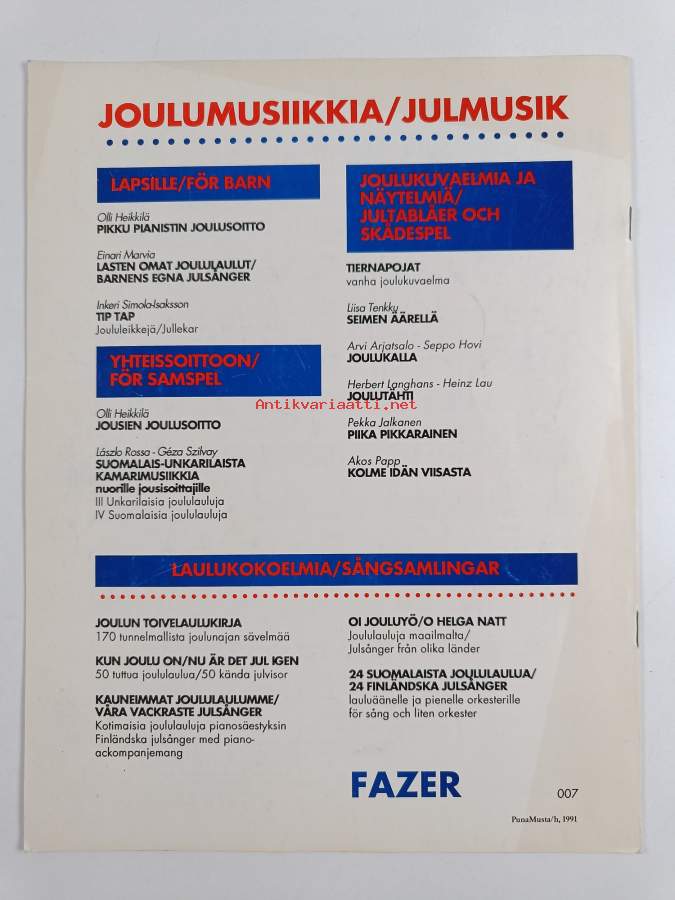 JOULUMUSIIKKIA/JULMUSIK
LAPSILLE/FÖR BARN
Olli Heikkilä
PIKKU PIANISTIN JOULUSOITTO
Einari Marvia
LASTEN OMAT JOULULAULUT/
BARNENS EGNA JULSÅNGER
Inkeri Simola-Isaksson
TIP TAP
Joululeikkejä/Jullekar
YHTEISSOITTOON/
FÖR SAMSPEL
Olli Heikkilä
JOUSIEN JOULUSOITTO
Lászlo Rossa - Géza Szilvay
SUOMALAIS-UNKARILAISTA
KAMARIMUSIIKKIA
nuorille jousisoittajille
III Unkarilaisia joululauluja
IV Suomalaisia joululauluja
JOULUKUVAELMIA JA
NÄYTELMIÄ/
JULTABLÅER OCH
SKÅDESPEL
TIERNAPOJAT
vanha joulukuvaelma
Liisa Tenkku
SEIMEN ÄÄRELLÄ
Arvi Arjatsalo - Seppo Hovi
JOULUKALLA
Herbert Langhans - Heinz Lau
JOULUTÄHTI
Antikvariaatti.net
Pekka Jalkanen
PIIKA PIKKARAINEN
Akos Papp
KOLME IDÄN VIISASTA
LAULUKOKOELMIA/SÅNGSAMLINGAR
JOULUN TOIVELAULUKIRJA
170 tunnelmallista joulunajan sävelmää
KUN JOULU ON/NU ÄR DET JUL IGEN
50 tuttua joululaulua/50 kända julvisor
KAUNEIMMAT JOULULAULUMME/
VÅRA VACKRASTE JULSÅNGER
Kotimaisia joululauluja pianosäestyksin
Finländska julsånger med piano-
ackompanjemang
OI JOULUYÖ/O HELGA NATT
Joululauluja maailmalta/
Julsånger från olika länder
24 SUOMALAISTA JOULULAULUA/
24 FINLÄNDSKA JULSÅNGER
lauluäänelle ja pienelle orkesterille
för sång och liten orkester
FAZER
007
PunaMusta/h, 1991